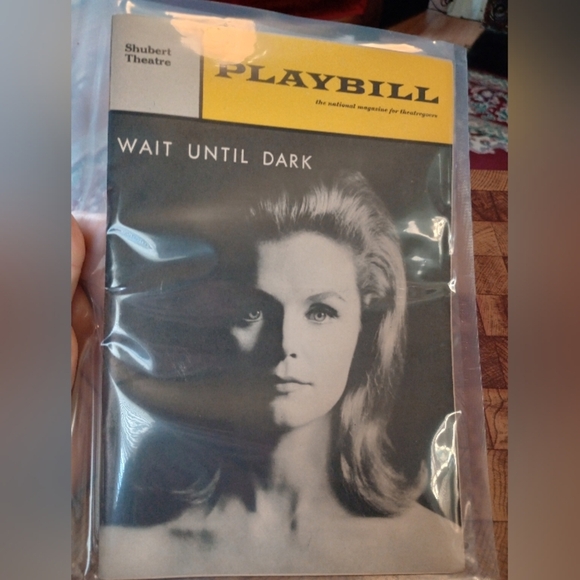 Shubert
Theatre
PLAYBILL
the national magazine for theatregoers
WAIT UNTIL DARK